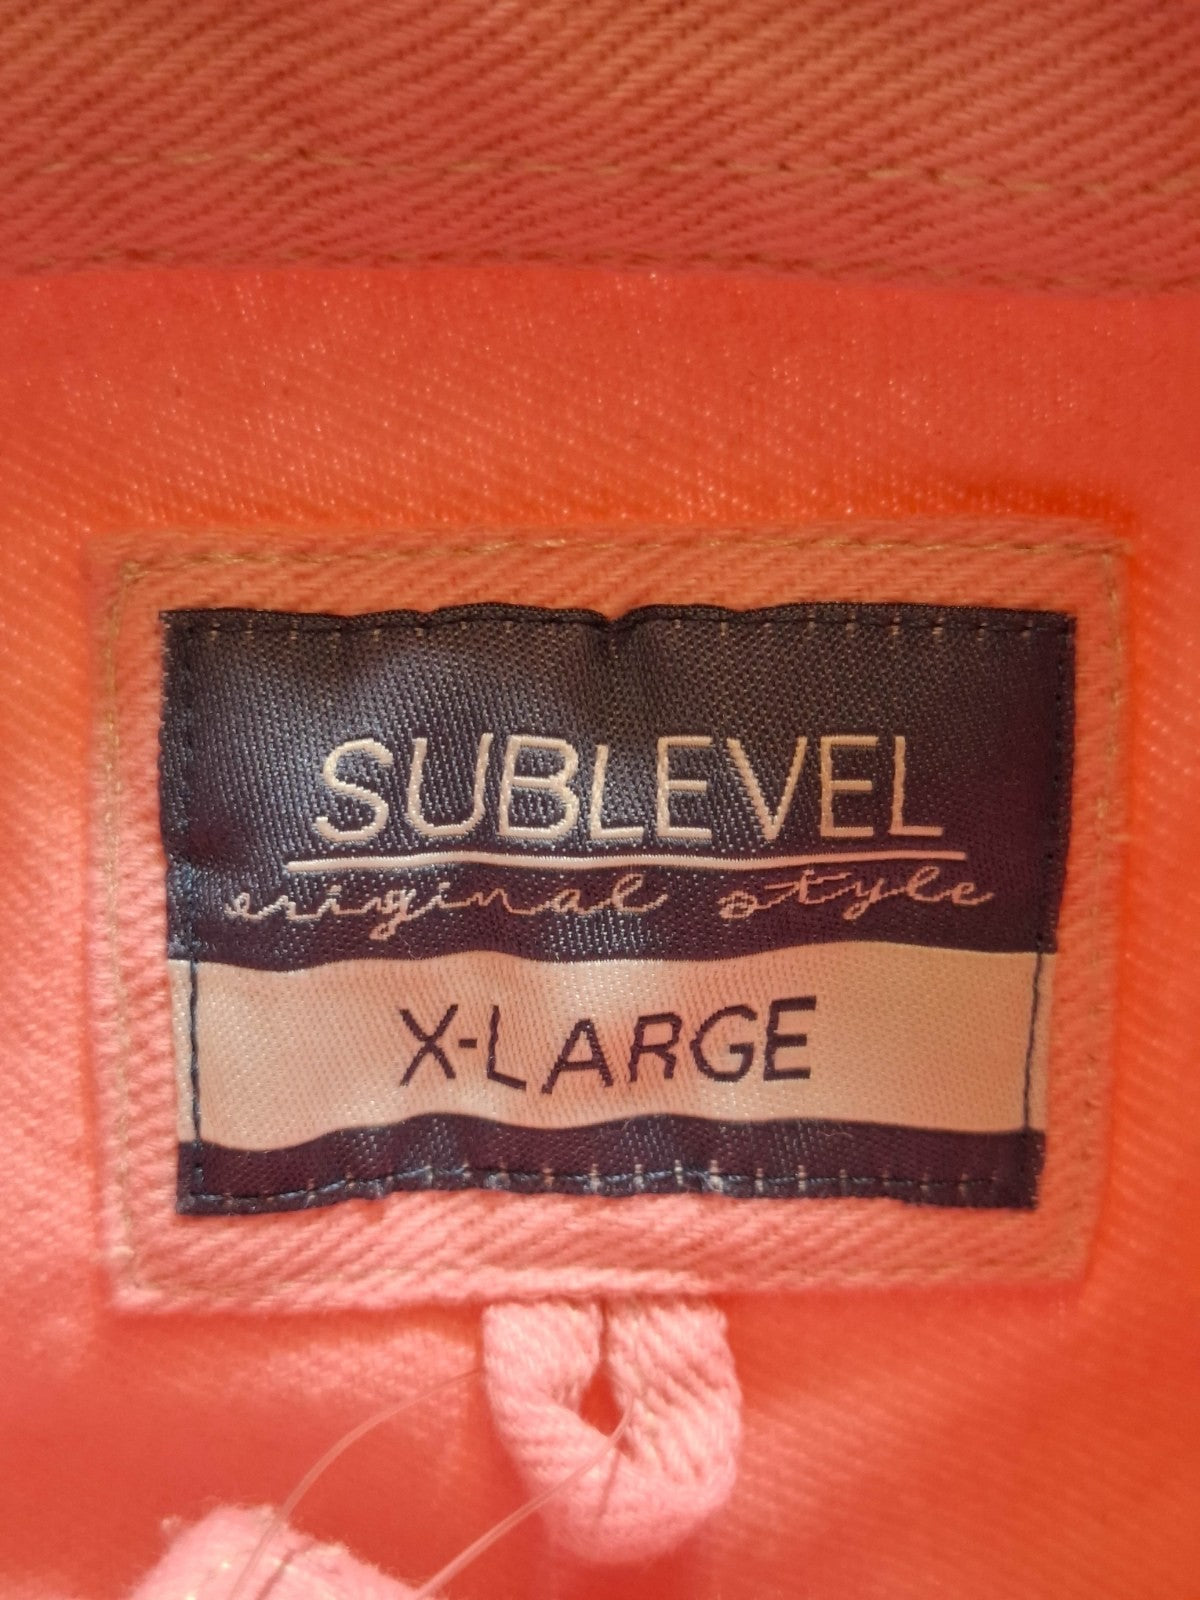 SUBLEVEL
original style
X-LARGE